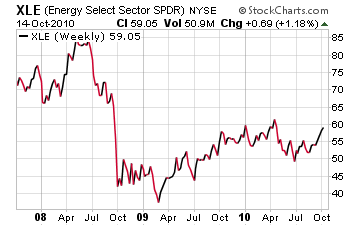 XLE (Energy Select Sector SPDR) NYSE © StockCharts.com
14-Oct-2010 Cl 59.05 Vol 50.9M Chg +0.69 (+1.18%)
XLE (Weekly) 59.05
85
80
75
70
65
60
55
50
45
40
08 Apr Jul Oct 09 Apr Jul Oct 10 Apr Jul Oct